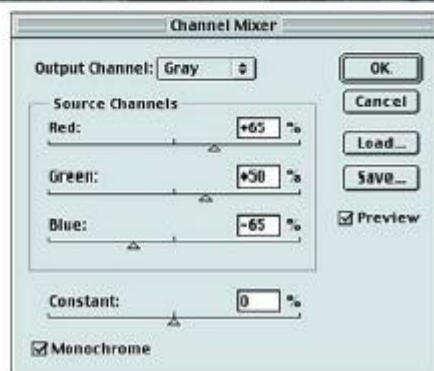 Channel Mixer
Output Channel: Gray
OK
Source Channels
Cancel
Red: +65 %
Load...
Green: +50 %
Save...
Blue: -65 %
Preview
Constant: 0 %
Monochrome